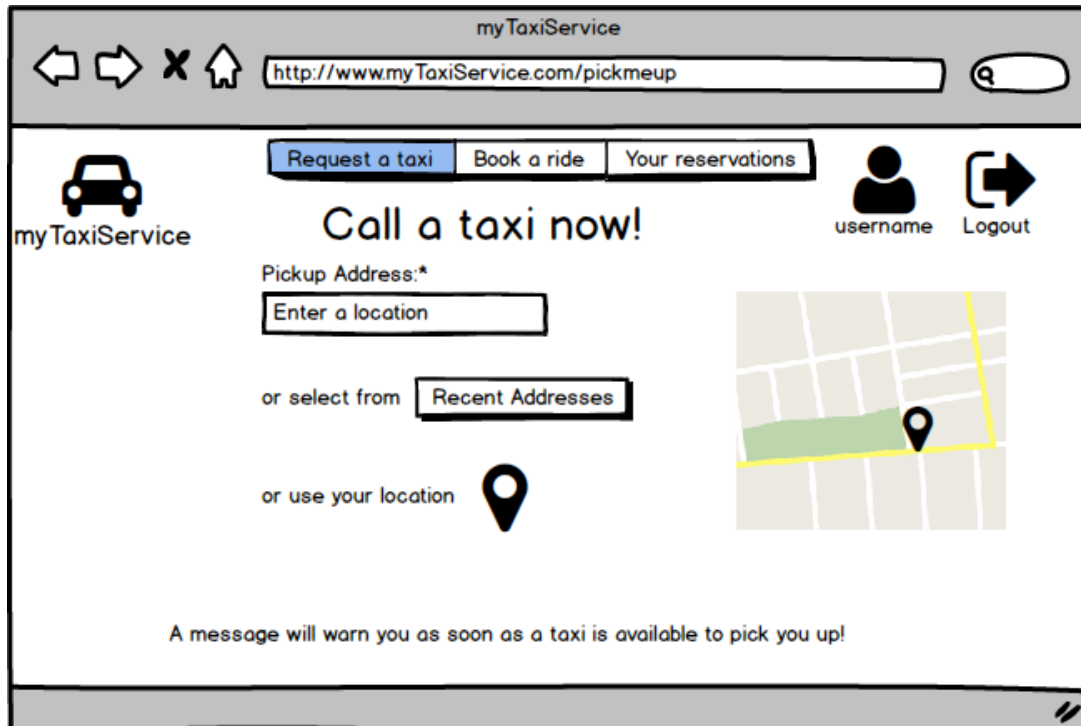 myTaxiService
http://www.myTaxiService.com/pickmeup
Request a taxi Book a ride Your reservations
myTaxiService
username
Logout
Call a taxi now!
Pickup Address:*
Enter a location
or select from Recent Addresses
or use your location
A message will warn you as soon as a taxi is available to pick you up!